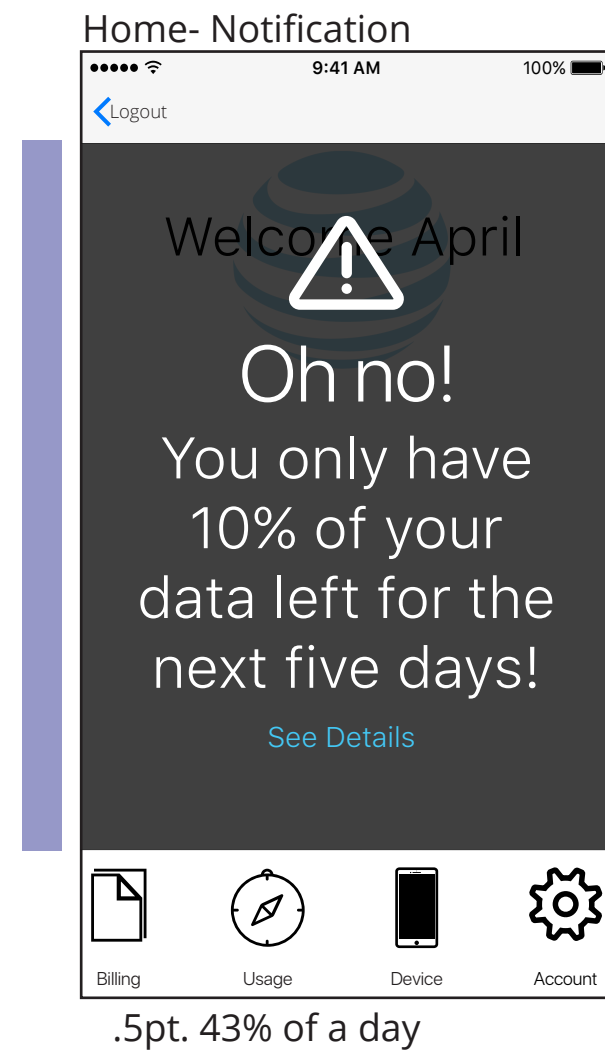 Home- Notification
9:41 AM 100%
Logout
Welcome April
Oh no!
You only have
10% of your
data left for the
next five days!
See Details
Billing Usage Device Account
.5pt. 43% of a day